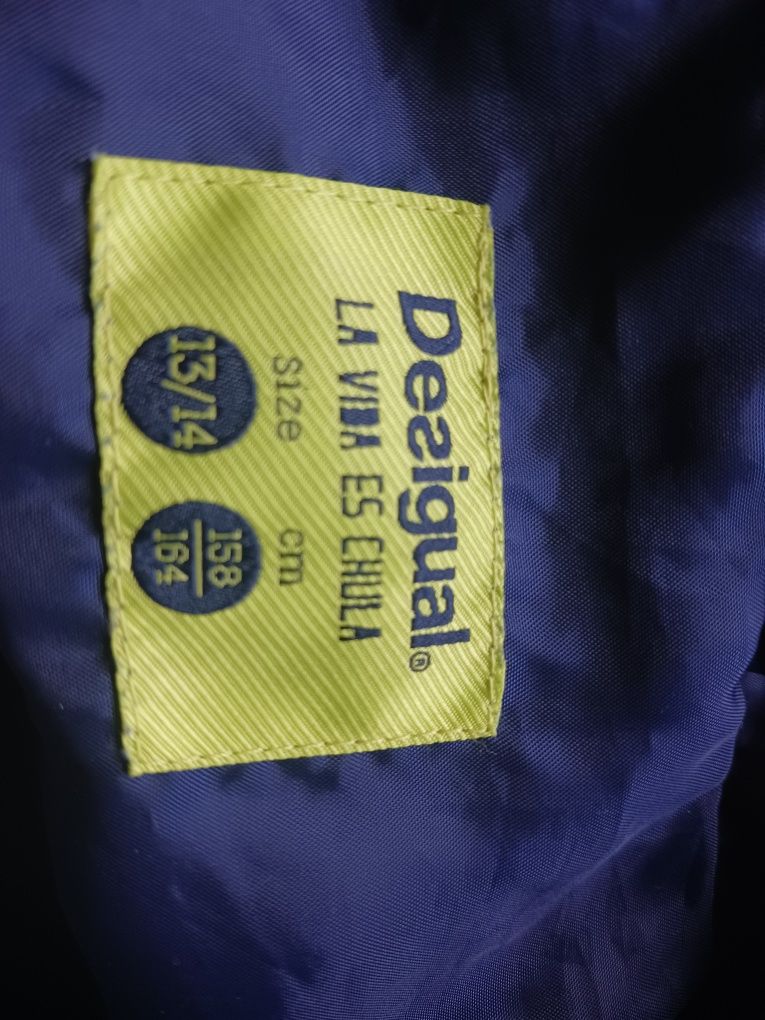 Desigual®
LA VIDA ES CHULA
Size cm
13/14 158
164